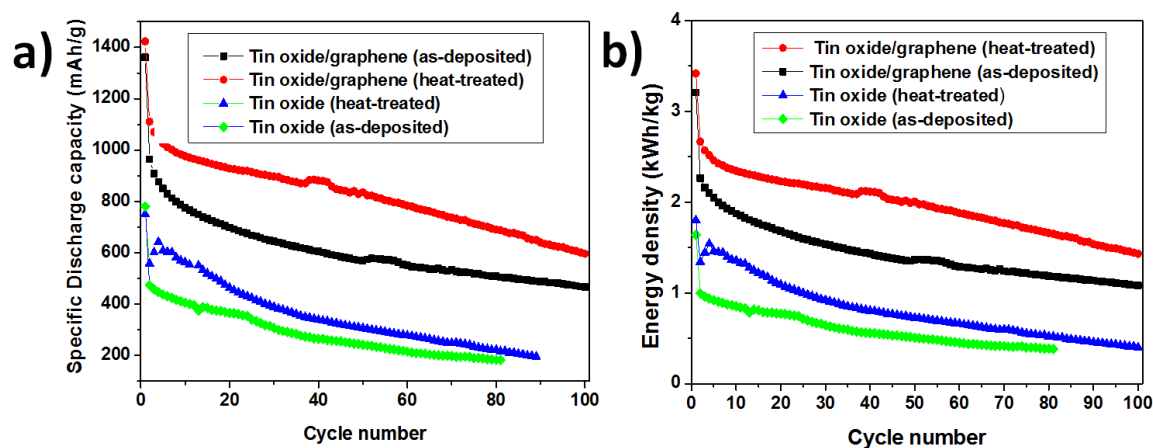 a)
Specific Discharge capacity (mAh/g)
1400
1200
1000
800
600
400
200
0 20 40 60 80 100
Cycle number
Tin oxide/graphene (as-deposited)
Tin oxide/graphene (heat-treated)
Tin oxide (heat-treated)
Tin oxide (as-deposited)
b)
Energy density (kWh/kg)
4
3
2
1
0
0 10 20 30 40 50 60 70 80 90 100
Cycle number
Tin oxide/graphene (heat-treated)
Tin oxide/graphene (as-deposited)
Tin oxide (heat-treated)
Tin oxide (as-deposited)